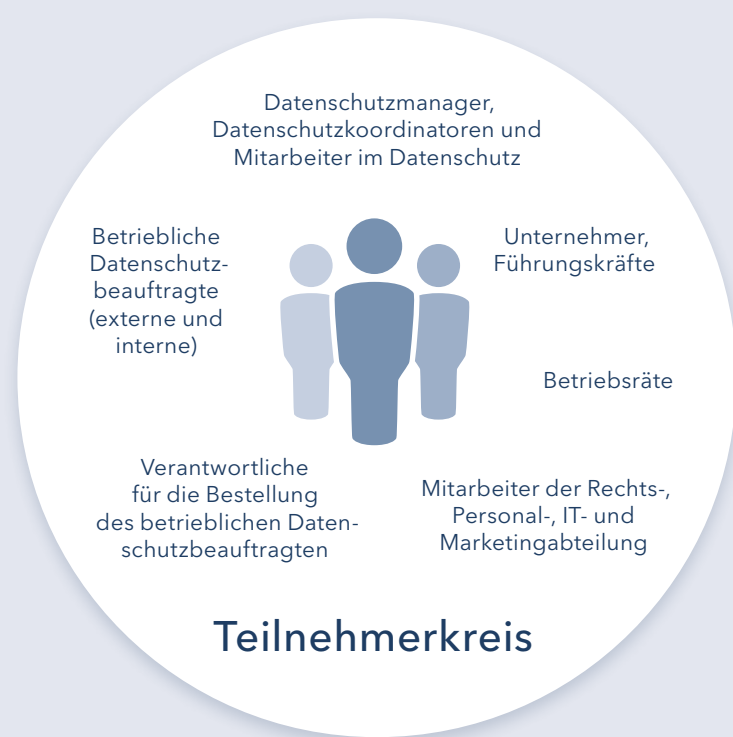 Datenschutzmanager,
Datenschutzkoordinatoren und
Mitarbeiter im Datenschutz
Betriebliche
Datenschutz-
beauftragte
(externe und
interne)
Unternehmer,
Führungskräfte
Betriebsräte
Verantwortliche
für die Bestellung
des betrieblichen Daten-
schutzbeauftragten
Mitarbeiter der Rechts-,
Personal-, IT- und
Marketingabteilung
Teilnehmerkreis